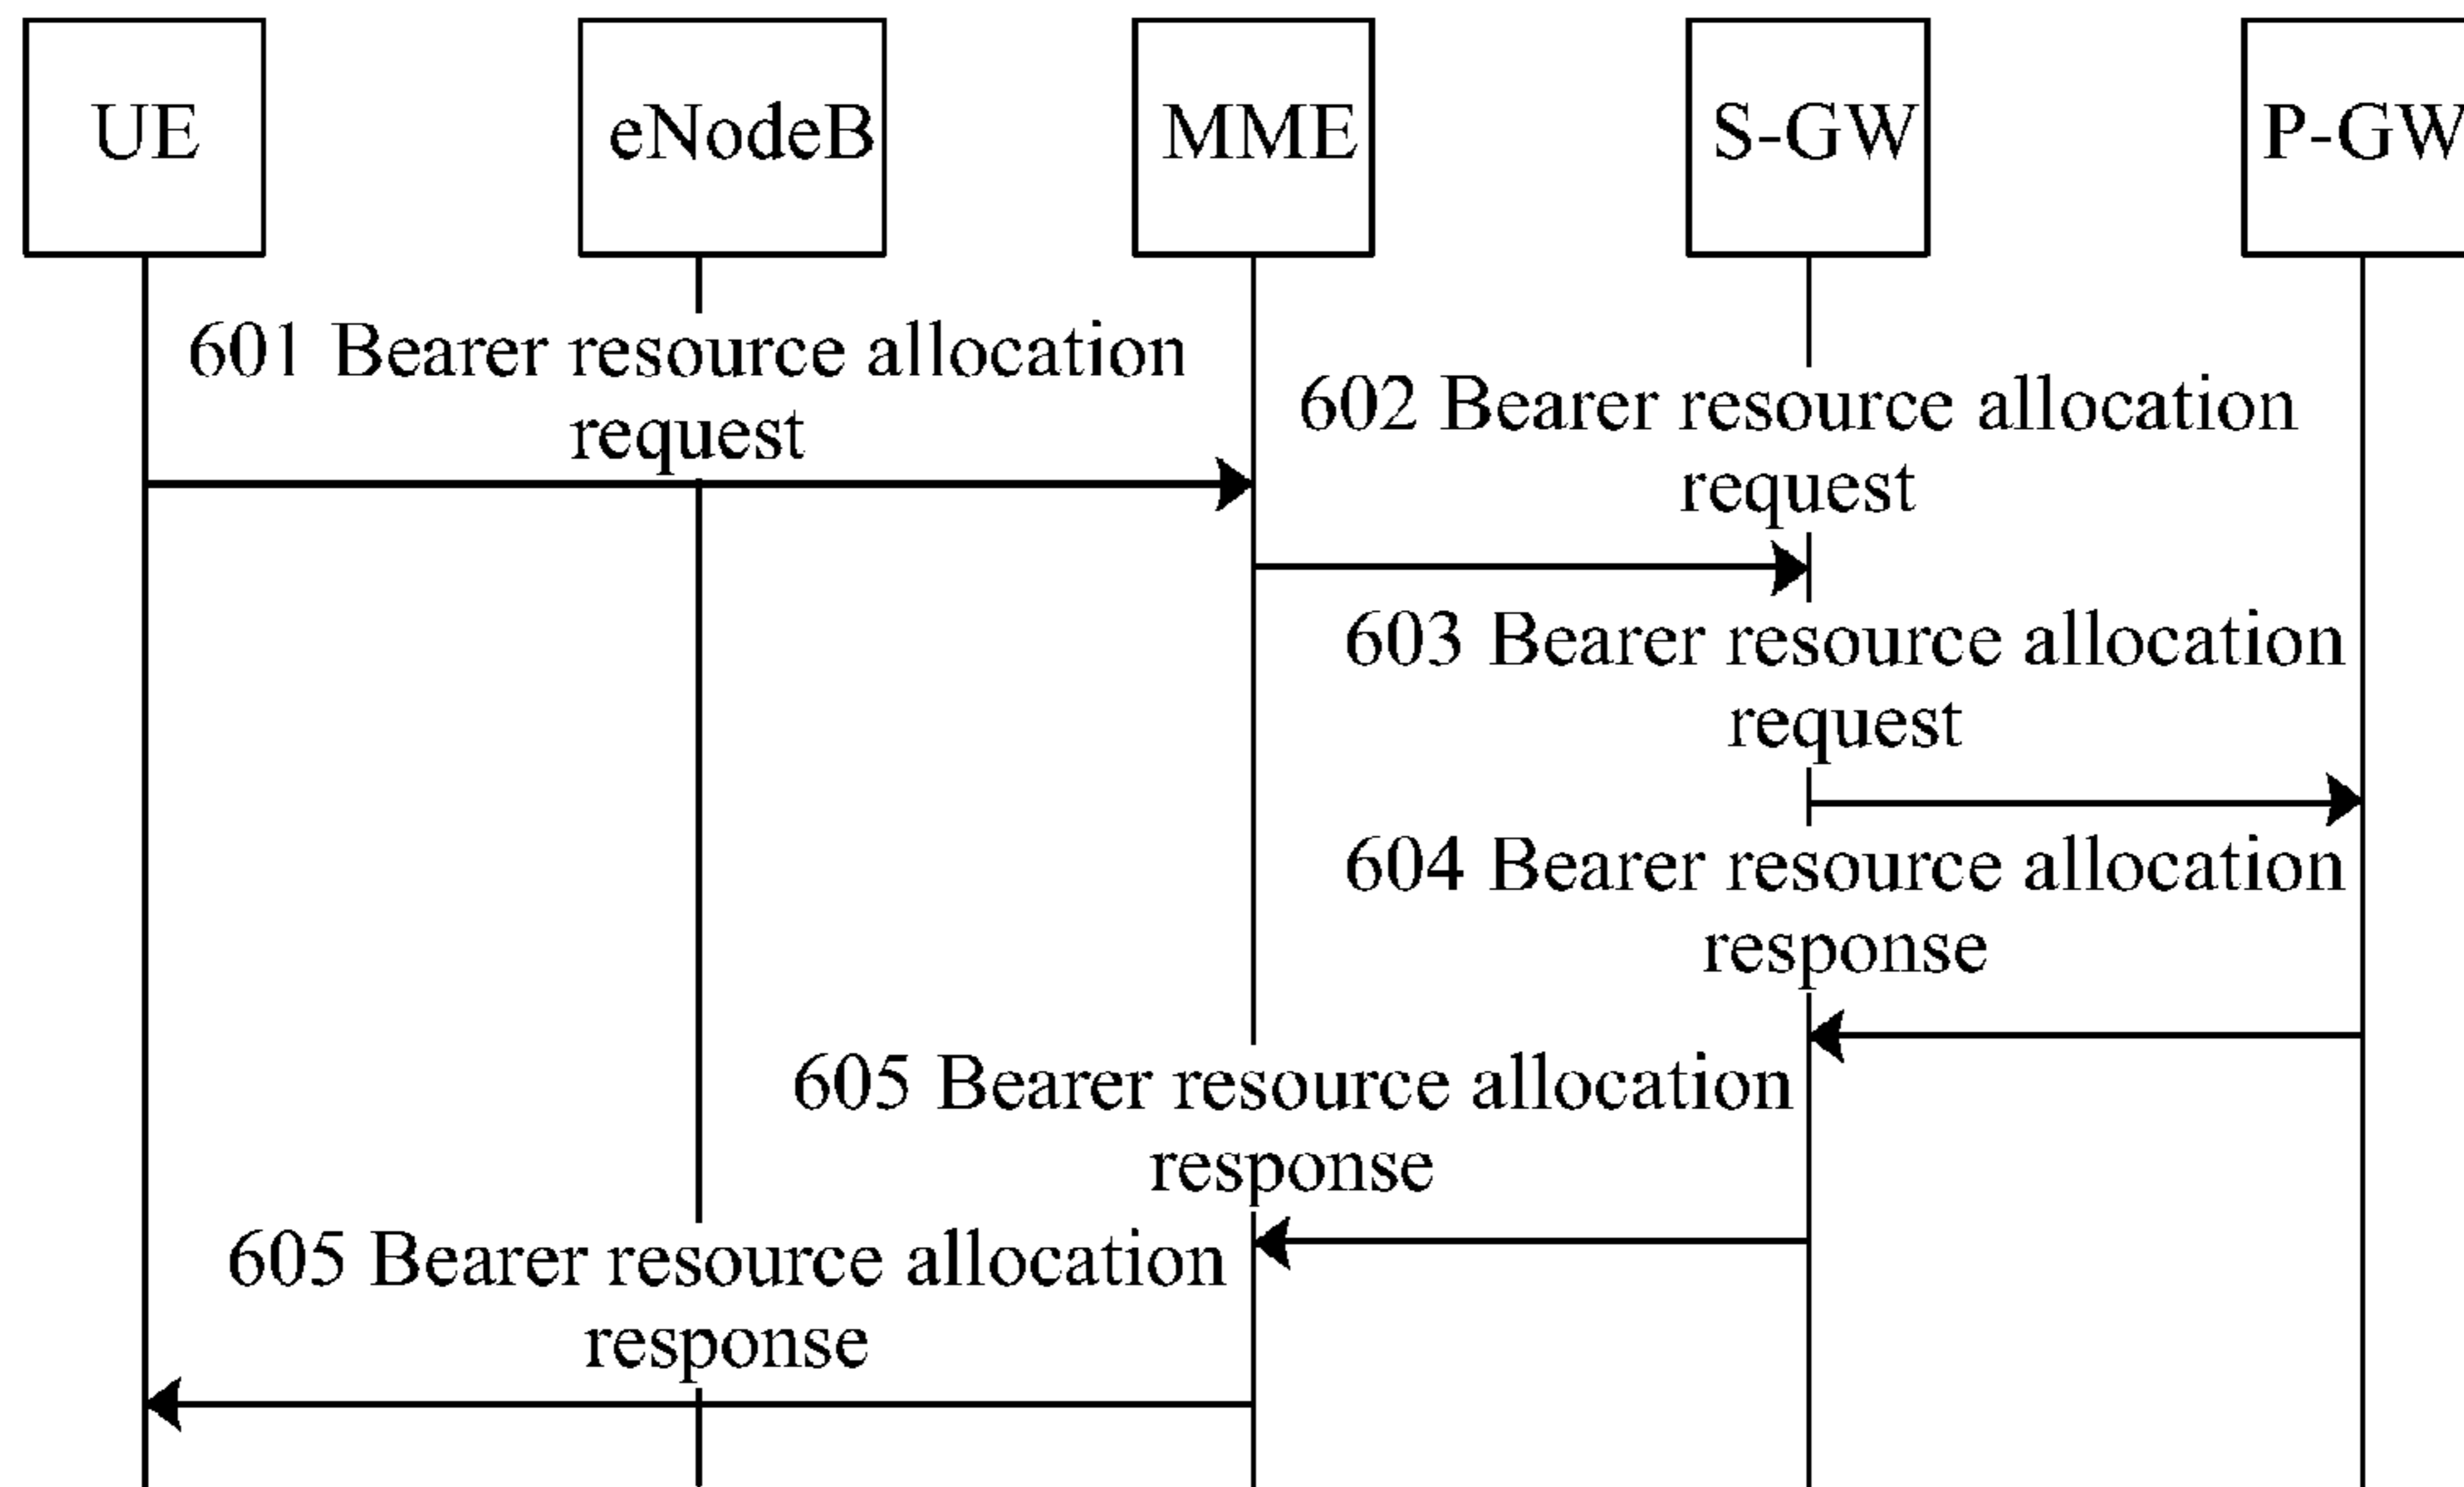 UE
eNodeB
MME
S-GW
P-GW
601 Bearer resource allocation
request
602 Bearer resource allocation
request
603 Bearer resource allocation
request
604 Bearer resource allocation
response
605 Bearer resource allocation
response
605 Bearer resource allocation
response